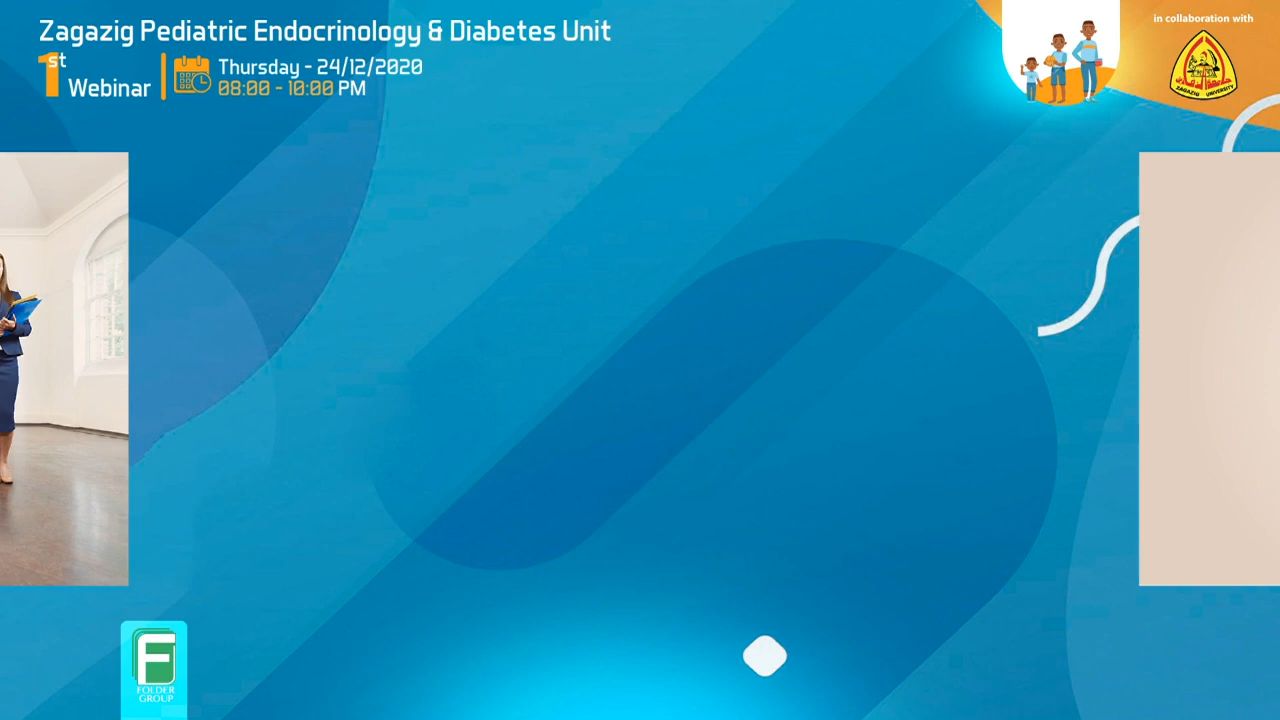 Zagazig Pediatric Endocrinology & Diabetes Unit
1st Webinar
Thursday - 24/12/2020
08:00 - 10:00 PM
in collaboration with
ZAGAZIG UNIVERSITY
F
FOLDER
GROUP